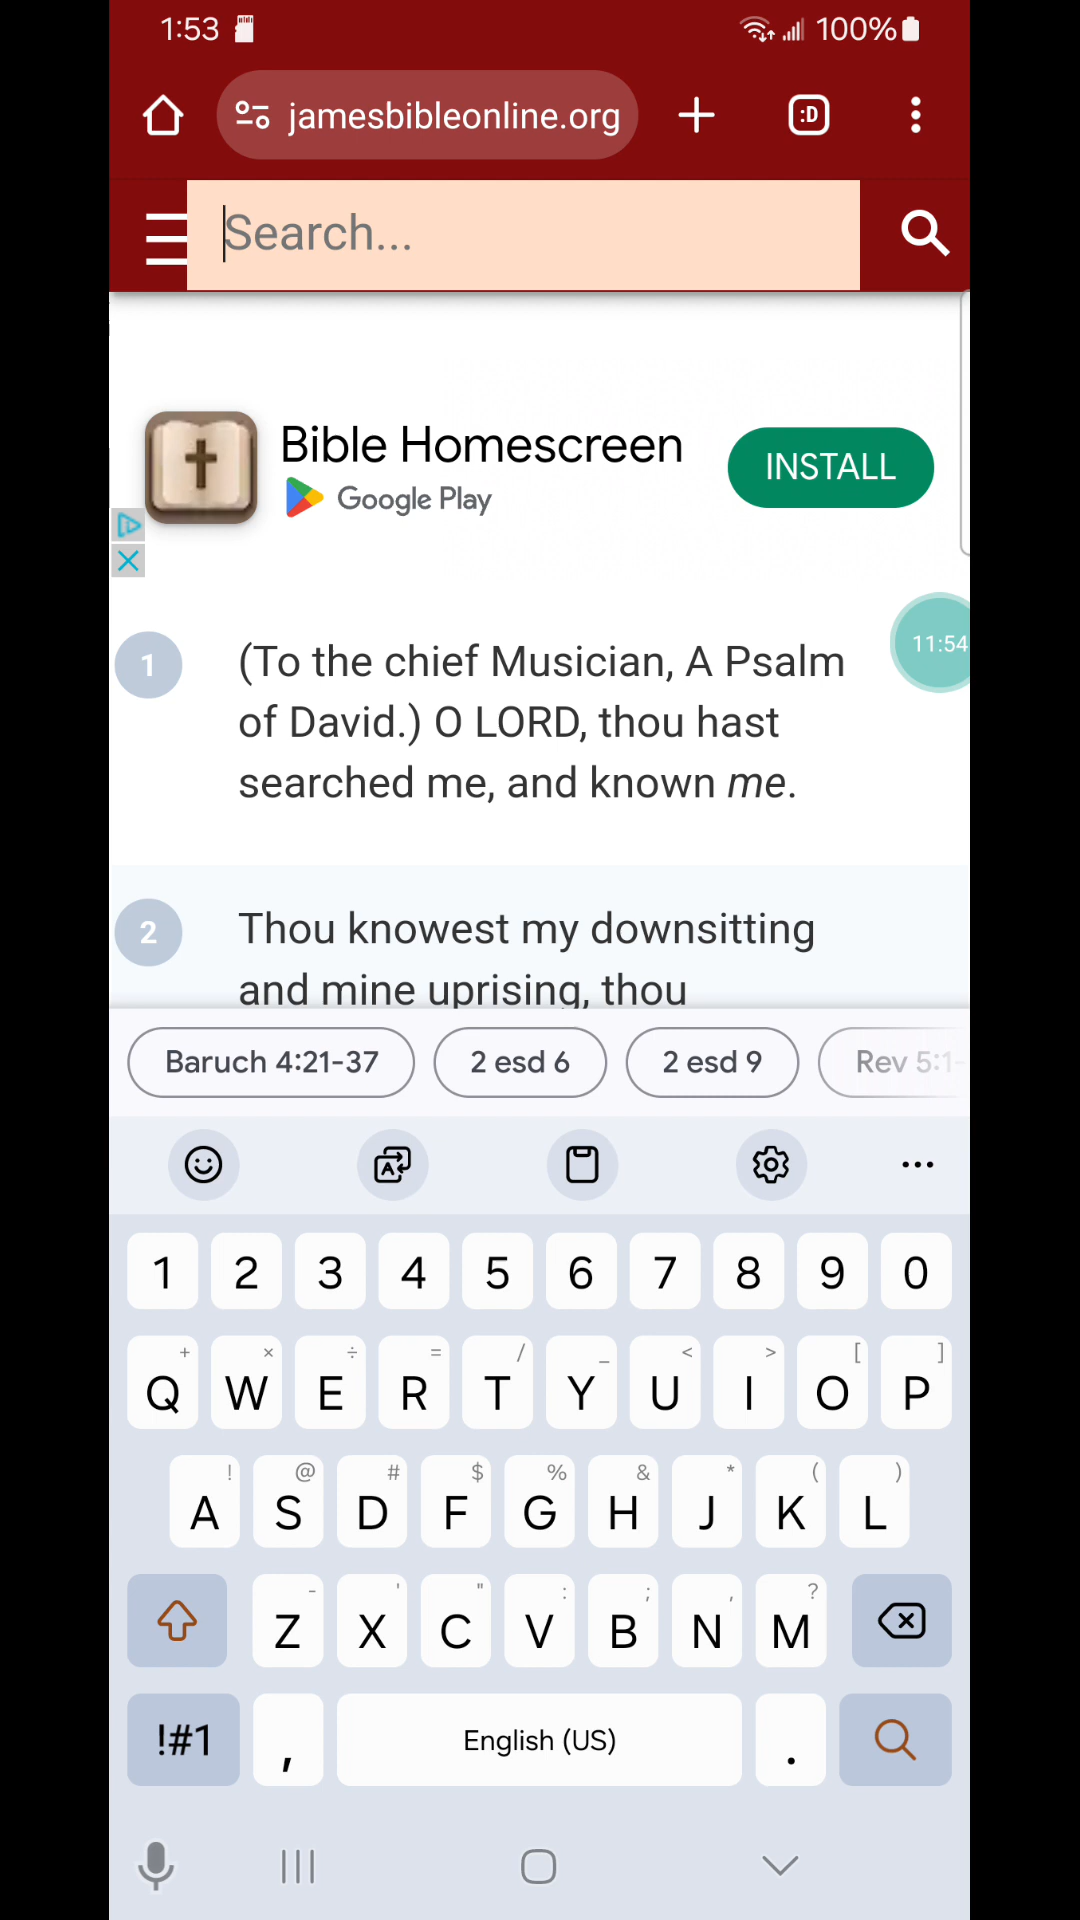 1:53
100%
jamesbibleonline.org
:D
Search...
Bible Homescreen
Google Play
INSTALL
11:54
1
(To the chief Musician, A Psalm
of David.) O LORD, thou hast
searched me, and known me.
2
Thou knowest my downsitting
and mine uprising, thou
Baruch 4:21-37
2 esd 6
2 esd 9
Rev 5:1-
1 2 3 4 5 6 7 8 9 0
+ × ÷ = / _ < > [ ]
Q W E R T Y U I O P
! @ # $ % & * ( )
A S D F G H J K L
- ' " : ; , ?
Z X C V B N M
!#1 , English (US) .